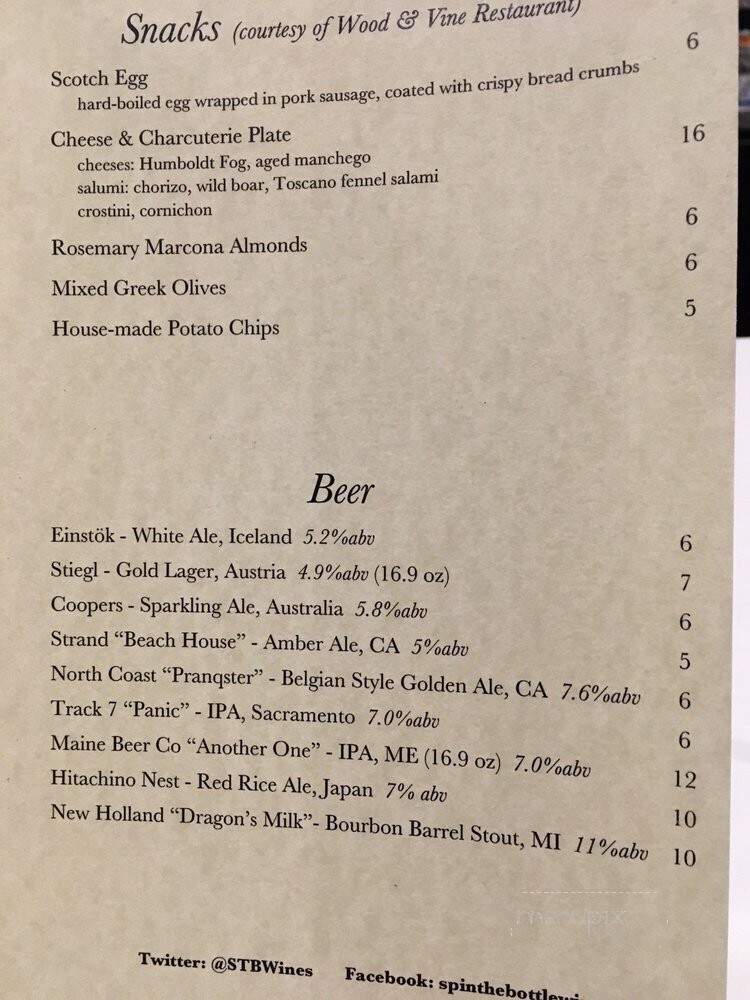 Snacks (courtesy of Wood & Vine Restaurant)
Scotch Egg 6
hard-boiled egg wrapped in pork sausage, coated with crispy bread crumbs
Cheese & Charcuterie Plate 16
cheeses: Humboldt Fog, aged manchego
salumi: chorizo, wild boar, Toscano fennel salami
crostini, cornichon
Rosemary Marcona Almonds 6
Mixed Greek Olives 6
House-made Potato Chips 5
Beer
Einstök - White Ale, Iceland 5.2%abv 6
Stiegl - Gold Lager, Austria 4.9%abv (16.9 oz) 7
Coopers - Sparkling Ale, Australia 5.8%abv 6
Strand “Beach House” - Amber Ale, CA 5%abv 5
North Coast “Pranqster” - Belgian Style Golden Ale, CA 7.6%abv 6
Track 7 “Panic” - IPA, Sacramento 7.0%abv 6
Maine Beer Co “Another One” - IPA, ME (16.9 oz) 7.0%abv 12
Hitachino Nest - Red Rice Ale, Japan 7% abv 10
New Holland “Dragon’s Milk”- Bourbon Barrel Stout, MI 11%abv 10
menupix
Twitter: @STBWines Facebook: spinthebottlewi